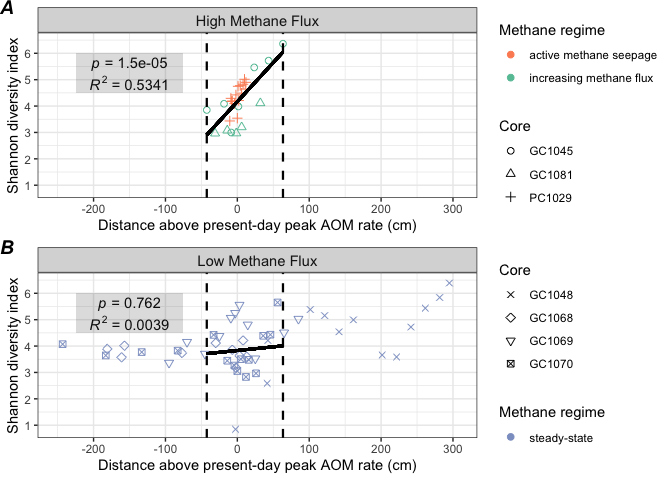 A
High Methane Flux
Shannon diversity index
6
5
4
3
2
1
p = 1.5e-05
R² = 0.5341
-200 -100 0 100 200 300
Distance above present-day peak AOM rate (cm)
Methane regime
active methane seepage
increasing methane flux
Core
GC1045
GC1081
PC1029
B
Low Methane Flux
Shannon diversity index
6
5
4
3
2
1
p = 0.762
R² = 0.0039
-200 -100 0 100 200 300
Distance above present-day peak AOM rate (cm)
Core
GC1048
GC1068
GC1069
GC1070
Methane regime
steady-state